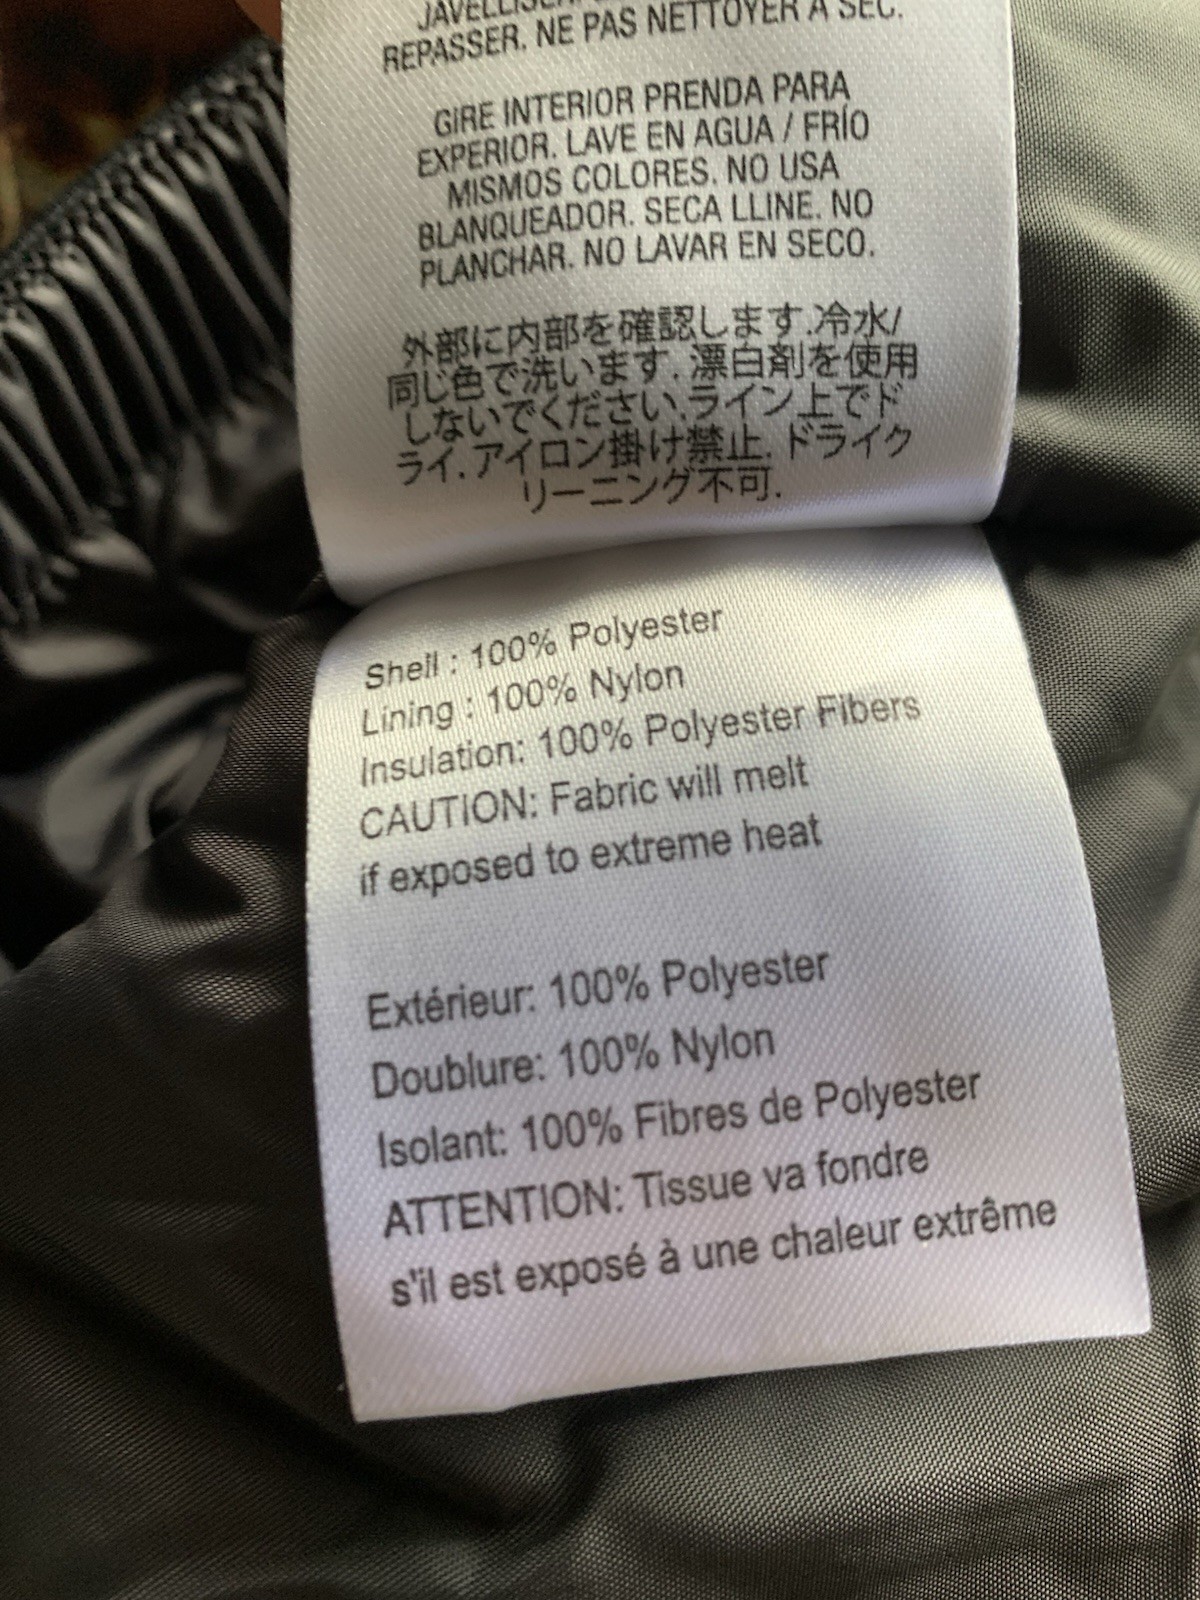 REPASSER. NE PAS NETTOYER A SEC.
GIRE INTERIOR PRENDA PARA
EXPERIOR. LAVE EN AGUA / FRÍO
MISMOS COLORES. NO USA
BLANQUEADOR. SECA LLINE. NO
PLANCHAR. NO LAVAR EN SECO.
外部に内部を確認します.冷水/
同じ色で洗います. 漂白剤を使用
しないでください.ライン上でド
ライ.アイロン掛け禁止. ドライク
リーニング不可.
Shell : 100% Polyester
Lining : 100% Nylon
Insulation: 100% Polyester Fibers
CAUTION: Fabric will melt
if exposed to extreme heat
Extérieur: 100% Polyester
Doublure: 100% Nylon
Isolant: 100% Fibres de Polyester
ATTENTION: Tissue va fondre
s'il est exposé à une chaleur extrême